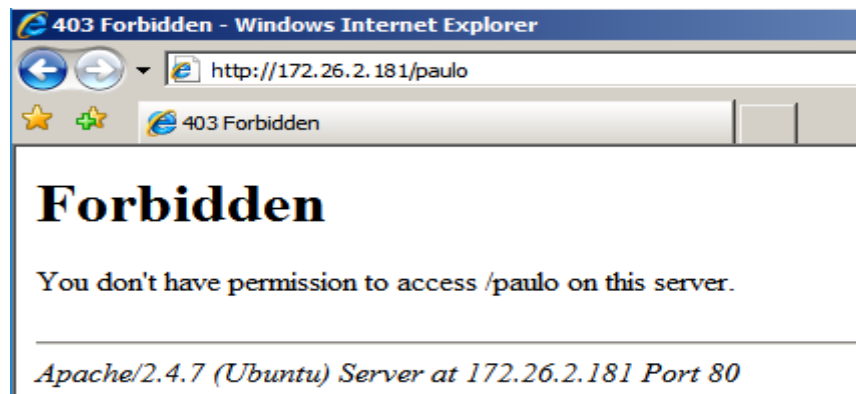 403 Forbidden - Windows Internet Explorer
http://172.26.2.181/paulo
403 Forbidden
Forbidden
You don't have permission to access /paulo on this server.
Apache/2.4.7 (Ubuntu) Server at 172.26.2.181 Port 80